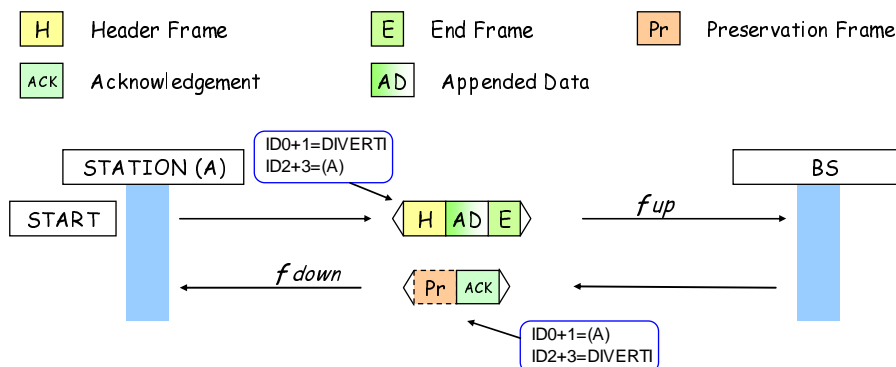 H Header Frame E End Frame Pr Preservation Frame
ACK Acknowledgement AD Appended Data
ID0+1=DIVERTI
ID2+3=(A)
STATION (A) BS
START H AD E f up
f down Pr ACK
ID0+1=(A)
ID2+3=DIVERTI